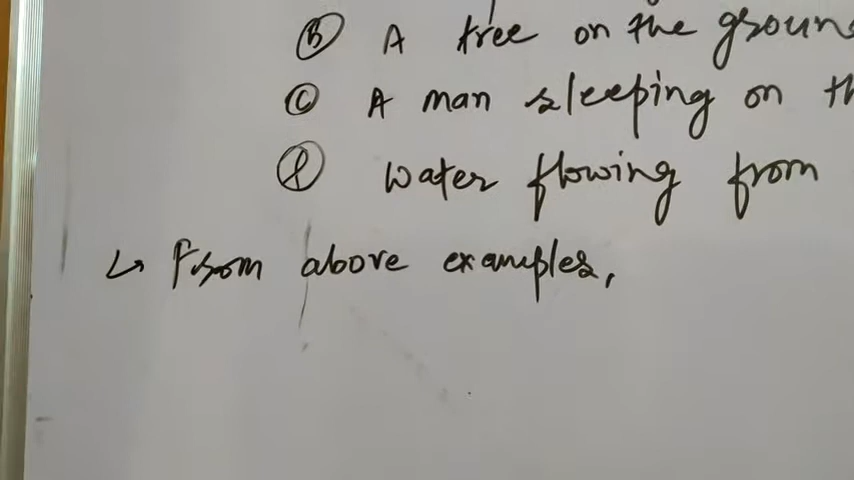 Ⓑ A tree on the groun
Ⓒ A man sleeping on th
water flowing from
↳ From above examples,